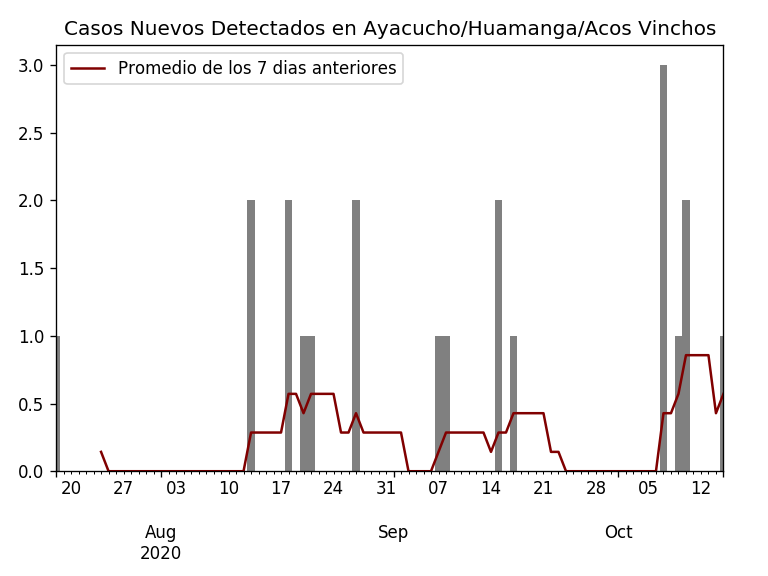 Casos Nuevos Detectados en Ayacucho/Huamanga/Acos Vinchos
Promedio de los 7 dias anteriores
3.0
2.5
2.0
1.5
1.0
0.5
0.0
20 27 03 10 17 24 31 07 14 21 28 05 12
Aug Sep Oct
2020